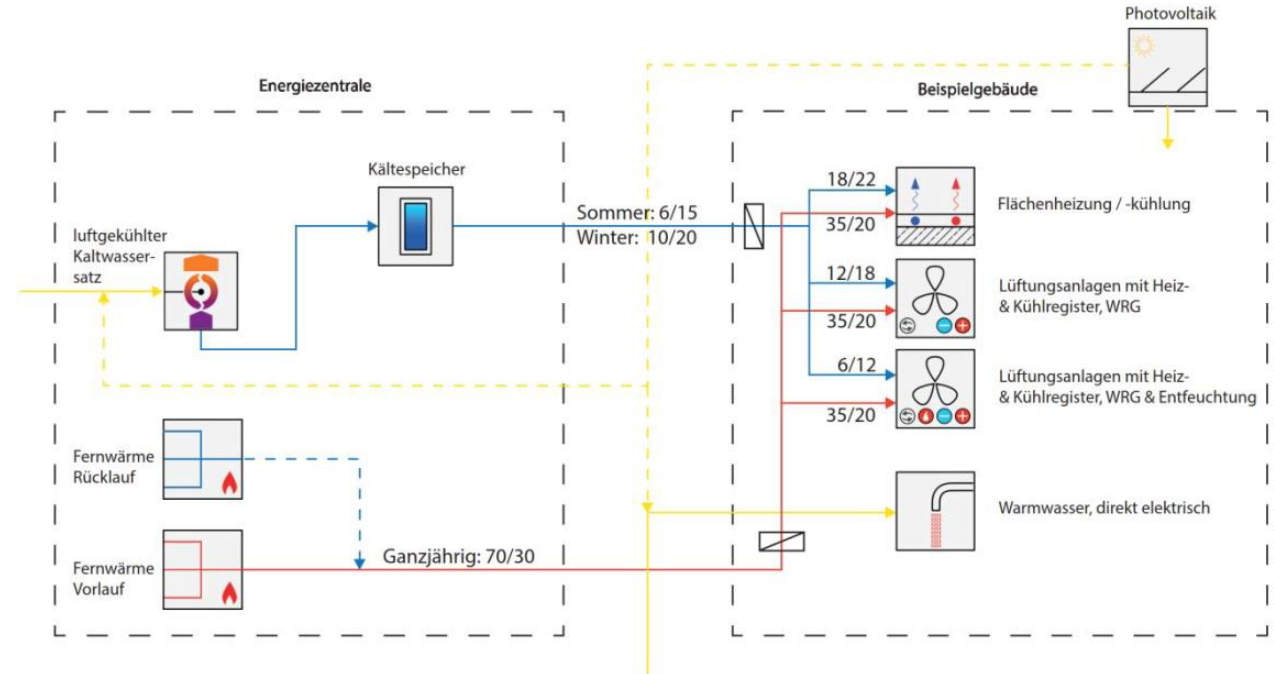 Photovoltaik
Energiezentrale
Beispielgebäude
Kältespeicher
luftgekühlter
Kaltwasser-
satz
Sommer: 6/15
Winter: 10/20
18/22
35/20
Flächenheizung / -kühlung
12/18
35/20
Lüftungsanlagen mit Heiz-
& Kühlregister, WRG
6/12
35/20
Lüftungsanlagen mit Heiz-
& Kühlregister, WRG & Entfeuchtung
Fernwärme
Rücklauf
Warmwasser, direkt elektrisch
Fernwärme
Vorlauf
Ganzjährig: 70/30